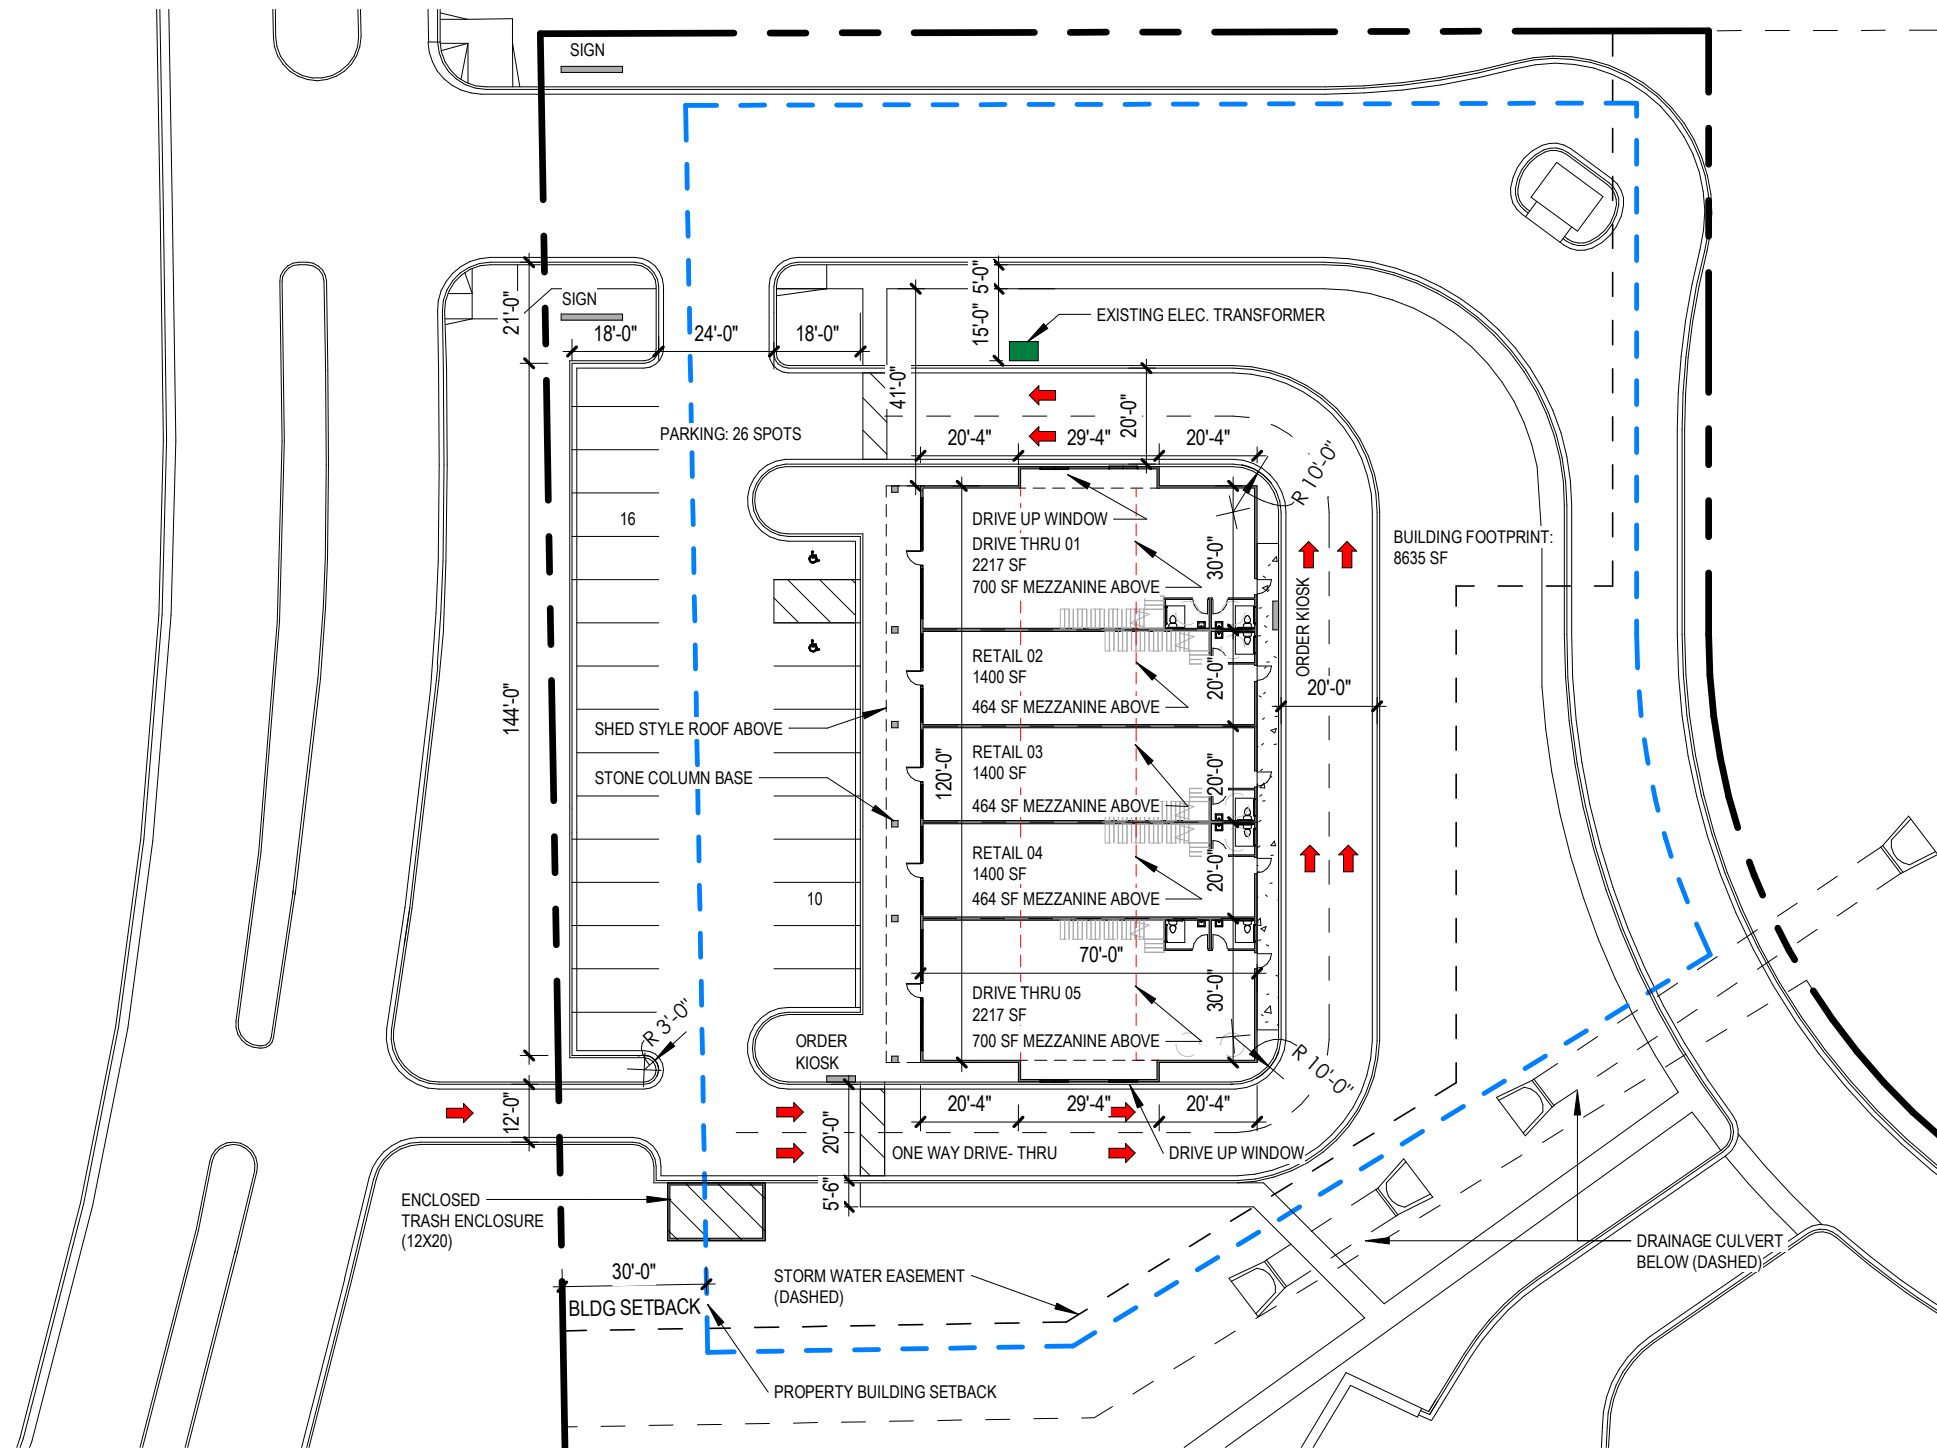 SIGN
SIGN
21'-0"
18'-0"
24'-0"
18'-0"
5'-0"
15'-0"
EXISTING ELEC. TRANSFORMER
41'-0"
20'-0"
PARKING: 26 SPOTS
20'-4"
29'-4"
20'-4"
R 10'-0"
16
DRIVE UP WINDOW
DRIVE THRU 01
2217 SF
700 SF MEZZANINE ABOVE
30'-0"
ORDER KIOSK
BUILDING FOOTPRINT:
8635 SF
RETAIL 02
1400 SF
464 SF MEZZANINE ABOVE
20'-0"
20'-0"
144'-0"
SHED STYLE ROOF ABOVE
STONE COLUMN BASE
120'-0"
RETAIL 03
1400 SF
464 SF MEZZANINE ABOVE
20'-0"
RETAIL 04
1400 SF
464 SF MEZZANINE ABOVE
20'-0"
10
70'-0"
DRIVE THRU 05
2217 SF
700 SF MEZZANINE ABOVE
30'-0"
R 3'-0"
ORDER
KIOSK
R 10'-0"
12'-0"
20'-0"
20'-4"
29'-4"
20'-4"
ONE WAY DRIVE- THRU
DRIVE UP WINDOW
5'-6"
ENCLOSED
TRASH ENCLOSURE
(12X20)
30'-0"
BLDG SETBACK
STORM WATER EASEMENT
(DASHED)
DRAINAGE CULVERT
BELOW (DASHED)
PROPERTY BUILDING SETBACK